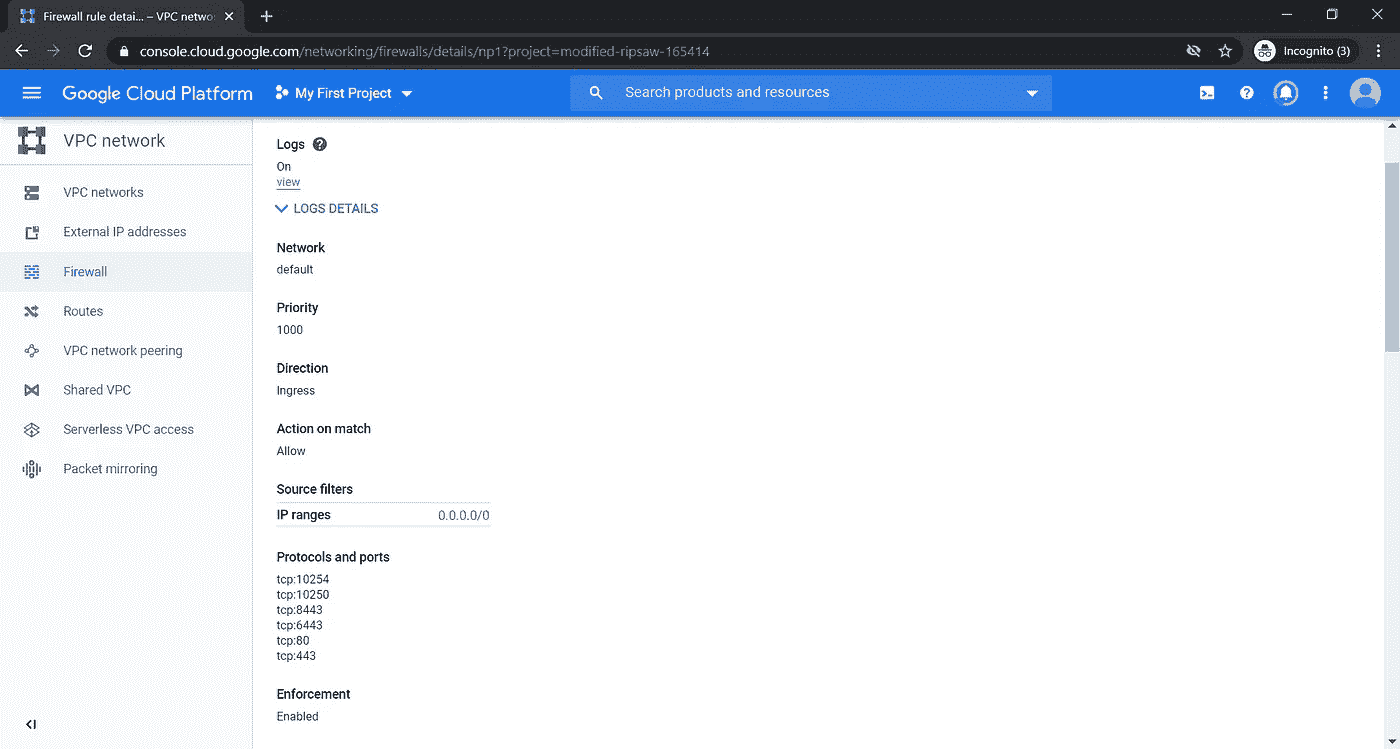 Firewall rule detai... – VPC netwo
console.cloud.google.com/networking/firewalls/details/np1?project=modified-ripsaw-165414
Incognito (3)
Google Cloud Platform
My First Project
Search products and resources
VPC network
VPC networks
External IP addresses
Firewall
Routes
VPC network peering
Shared VPC
Serverless VPC access
Packet mirroring
Logs
On
view
LOGS DETAILS
Network
default
Priority
1000
Direction
Ingress
Action on match
Allow
Source filters
IP ranges 0.0.0.0/0
Protocols and ports
tcp:10254
tcp:10250
tcp:8443
tcp:6443
tcp:80
tcp:443
Enforcement
Enabled